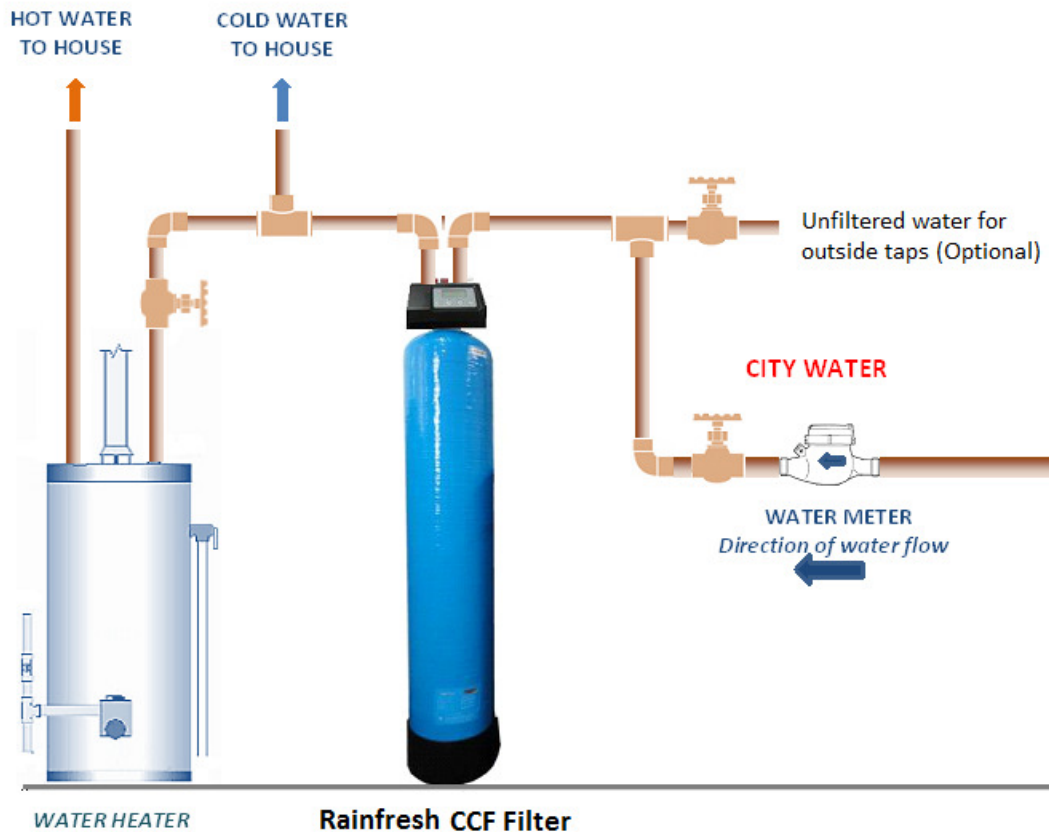 HOT WATER
TO HOUSE
COLD WATER
TO HOUSE
Unfiltered water for
outside taps (Optional)
CITY WATER
WATER METER
Direction of water flow
WATER HEATER
Rainfresh CCF Filter